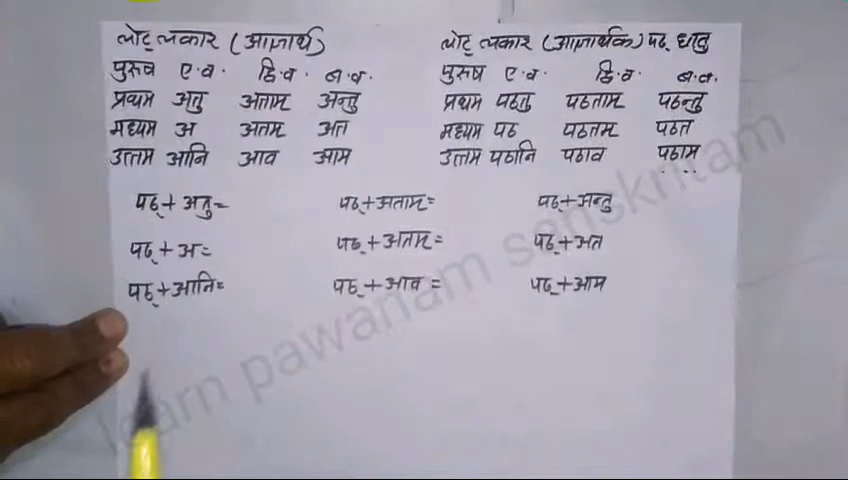 लोट् लकार (आज्ञार्थ)
पुरुष ए.व. द्वि.व. ब.व.
प्रथम अतु अताम् अन्तु
मध्यम अ अतम् अत
उत्तम आनि आव आम
लोट् लकार (आज्ञार्थक) पठ् धातु
पुरुष ए.व. द्वि.व. ब.व.
प्रथम पठतु पठताम् पठन्तु
मध्यम पठ पठतम् पठत
उत्तम पठानि पठाव पठाम
पठ्+अतु= पठ्+अताम्= पठ्+अन्तु
पठ्+अ= पठ्+अतम्= पठ्+अत
पठ्+आनि= पठ्+आव= पठ्+आम
learn pawanam sanskritam